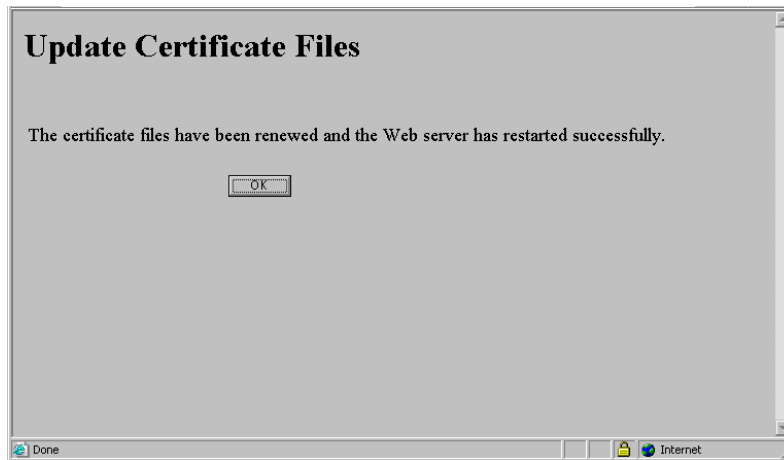 Update Certificate Files
The certificate files have been renewed and the Web server has restarted successfully.
OK
Done
Internet